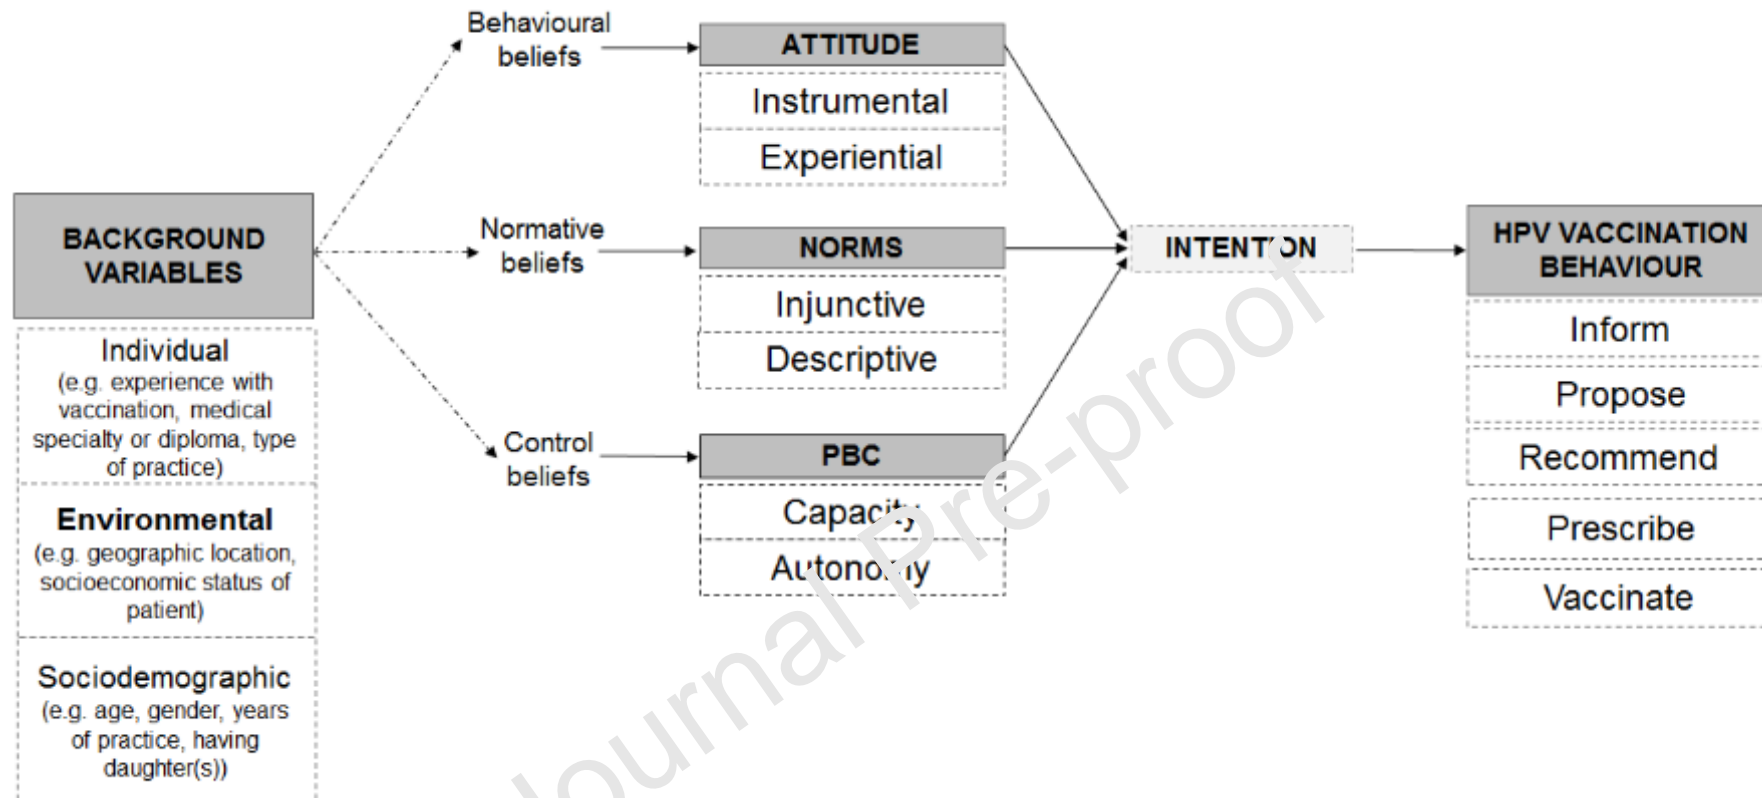 BACKGROUND
VARIABLES
Individual
(e.g. experience with
vaccination, medical
specialty or diploma, type
of practice)
Environmental
(e.g. geographic location,
socioeconomic status of
patient)
Sociodemographic
(e.g. age, gender, years
of practice, having
daughter(s))
Behavioural
beliefs
Normative
beliefs
Control
beliefs
ATTITUDE
Instrumental
Experiential
NORMS
Injunctive
Descriptive
PBC
Capacity
Autonomy
INTENTION
HPV VACCINATION
BEHAVIOUR
Inform
Propose
Recommend
Prescribe
Vaccinate
Journal Pre-proof